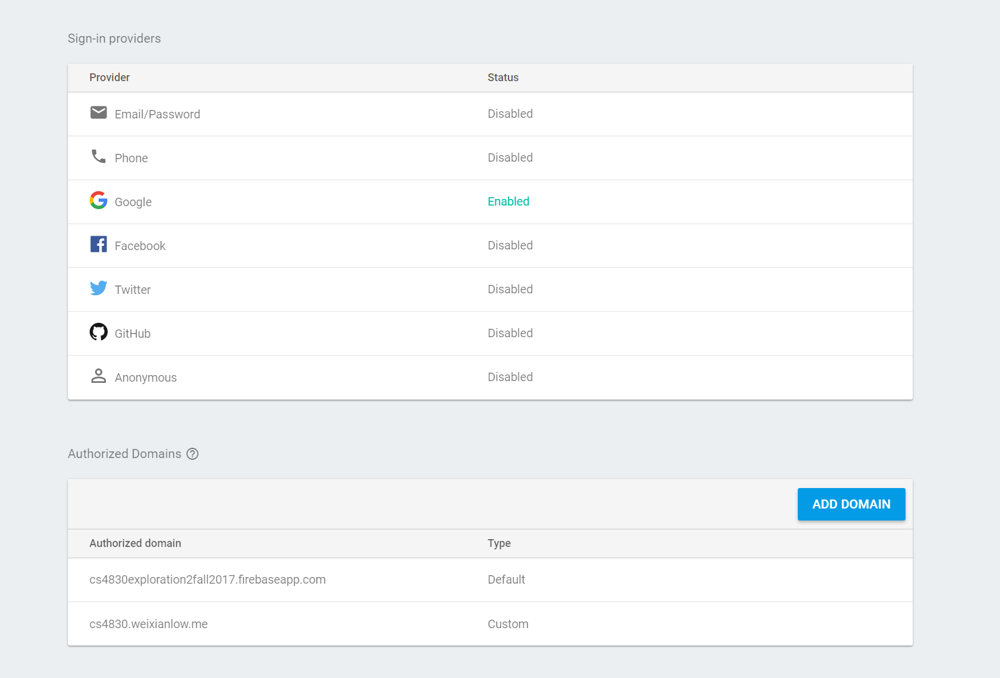 Sign-in providers
Provider Status
Email/Password Disabled
Phone Disabled
Google Enabled
Facebook Disabled
Twitter Disabled
GitHub Disabled
Anonymous Disabled
Authorized Domains ?
ADD DOMAIN
Authorized domain Type
cs4830exploration2fall2017.firebaseapp.com Default
cs4830.weixianlow.me Custom